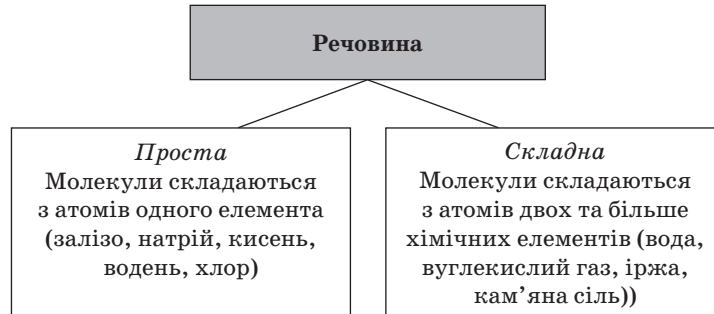 Речовина
Проста
Молекули складаються
з атомів одного елемента
(залізо, натрій, кисень,
водень, хлор)
Складна
Молекули складаються
з атомів двох та більше
хімічних елементів (вода,
вуглекислий газ, іржа,
кам’яна сіль))